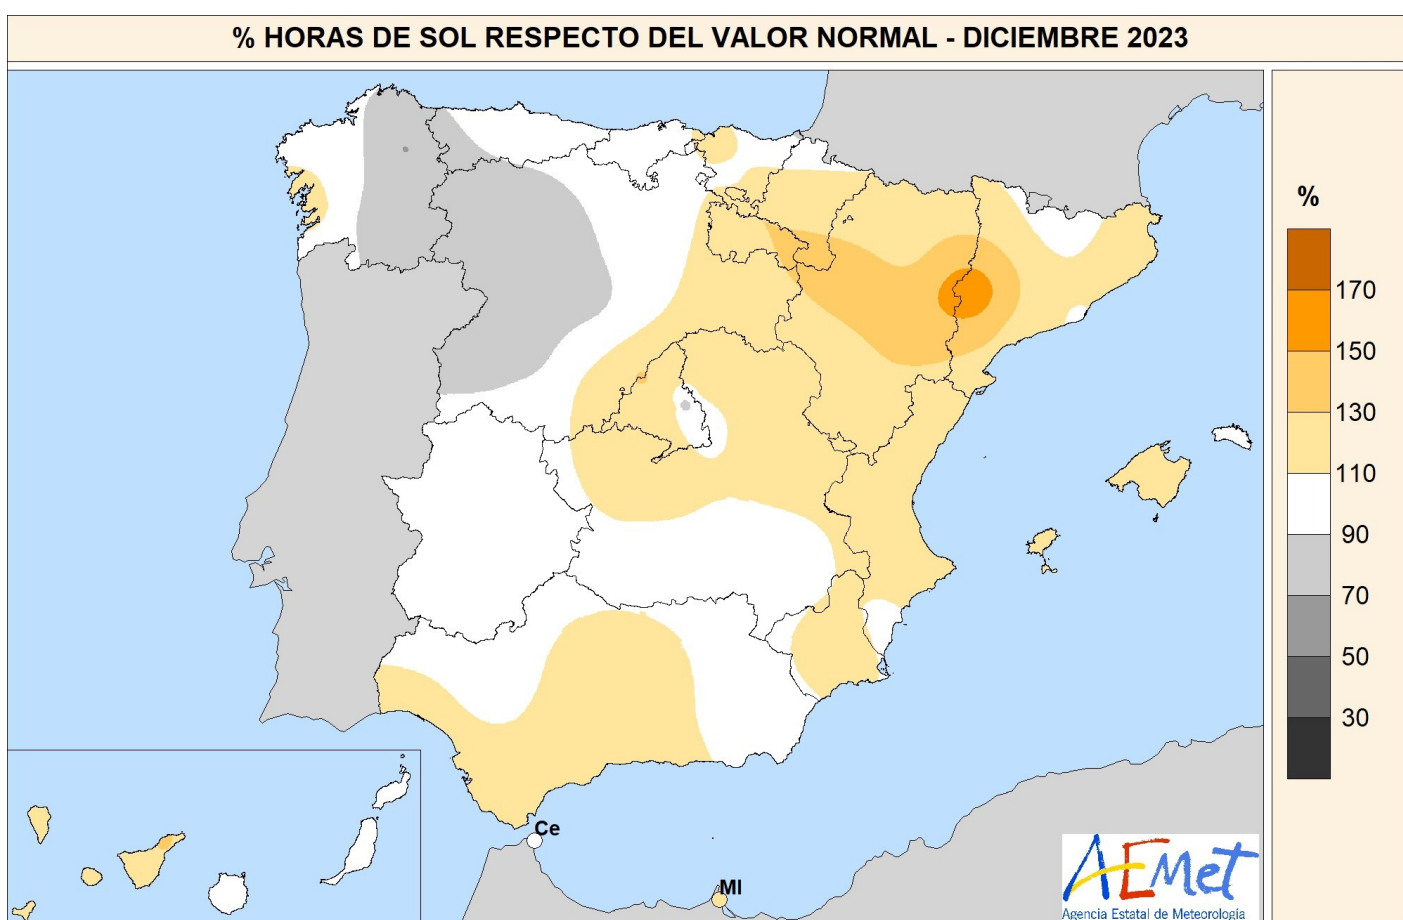 % HORAS DE SOL RESPECTO DEL VALOR NORMAL - DICIEMBRE 2023
%
170
150
130
110
90
70
50
30
Ce
Ml
AEMet
Agencia Estatal de Meteorología